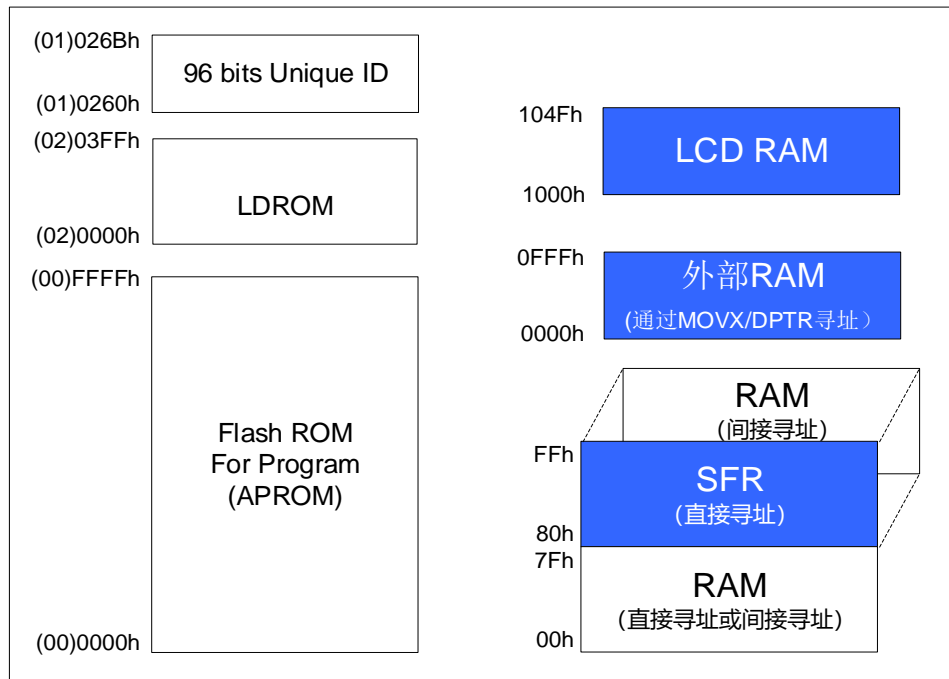 (01)026Bh
96 bits Unique ID
(01)0260h
(02)03FFh
LDROM
(02)0000h
(00)FFFFh
Flash ROM
For Program
(APROM)
(00)0000h
104Fh
LCD RAM
1000h
0FFFh
外部RAM
(通过MOVX/DPTR寻址）
0000h
RAM
(间接寻址)
FFh
SFR
(直接寻址)
80h
7Fh
RAM
(直接寻址或间接寻址)
00h